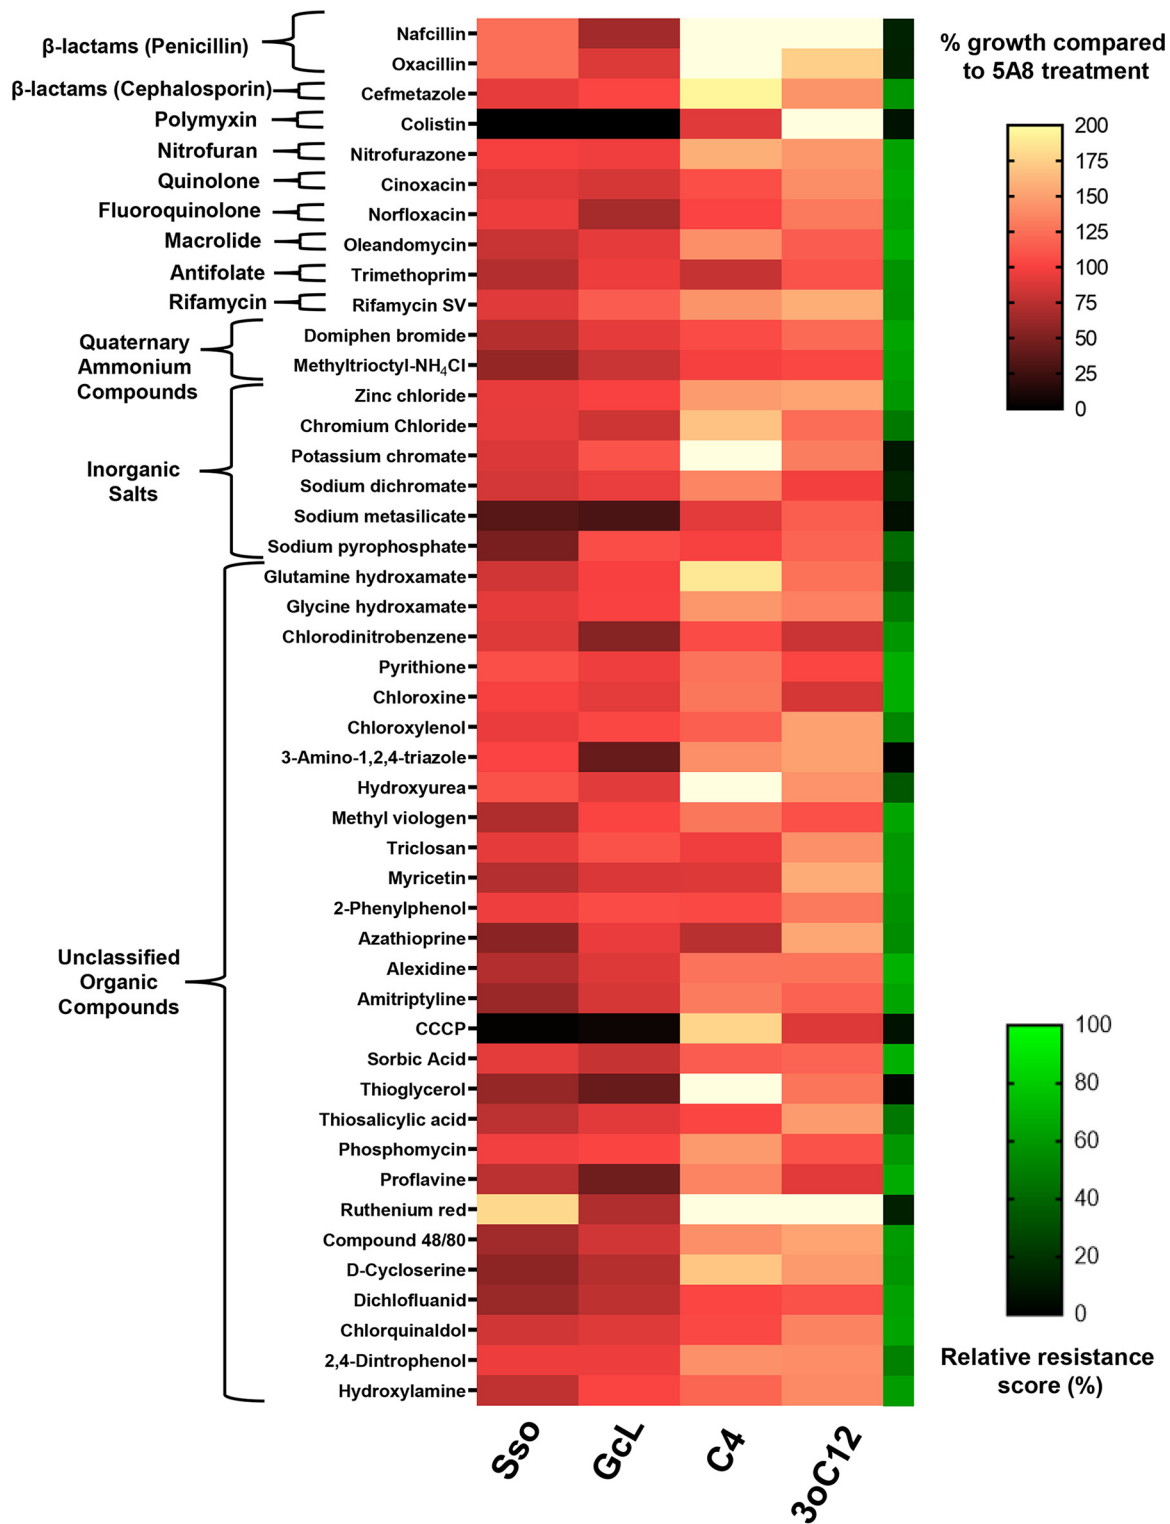 β-lactams (Penicillin)
β-lactams (Cephalosporin)
Polymyxin
Nitrofuran
Quinolone
Fluoroquinolone
Macrolide
Antifolate
Rifamycin
Quaternary
Ammonium
Compounds
Inorganic
Salts
Unclassified
Organic
Compounds
Nafcillin
Oxacillin
Cefmetazole
Colistin
Nitrofurazone
Cinoxacin
Norfloxacin
Oleandomycin
Trimethoprim
Rifamycin SV
Domiphen bromide
Methyltrioctyl-NH₄Cl
Zinc chloride
Chromium Chloride
Potassium chromate
Sodium dichromate
Sodium metasilicate
Sodium pyrophosphate
Glutamine hydroxamate
Glycine hydroxamate
Chlorodinitrobenzene
Pyrithione
Chloroxine
Chloroxylenol
3-Amino-1,2,4-triazole
Hydroxyurea
Methyl viologen
Triclosan
Myricetin
2-Phenylphenol
Azathioprine
Alexidine
Amitriptyline
CCCP
Sorbic Acid
Thioglycerol
Thiosalicylic acid
Phosphomycin
Proflavine
Ruthenium red
Compound 48/80
D-Cycloserine
Dichlofluanid
Chlorquinaldol
2,4-Dintrophenol
Hydroxylamine
Sso
GcL
C4
3oC12
% growth compared
to 5A8 treatment
200
175
150
125
100
75
50
25
0
100
80
60
40
20
0
Relative resistance
score (%)